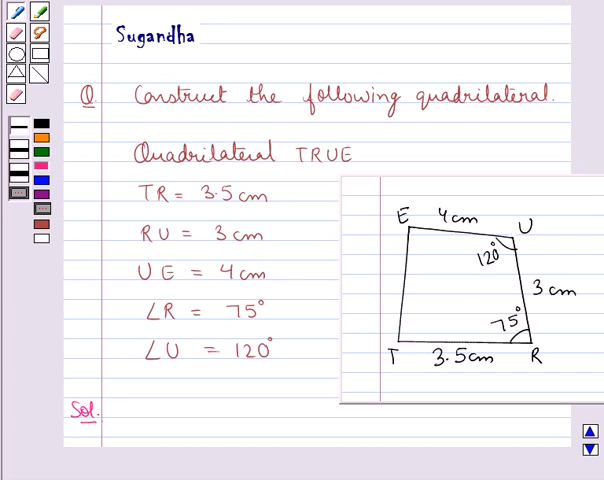 Sugandha
Q. Construct the following quadrilateral.
Quadrilateral TRUE
TR = 3.5 cm
RU = 3 cm
UE = 4 cm
∠R = 75°
∠U = 120°
Sol.
E 4 cm U
120°
3 cm
75°
T 3.5 cm R